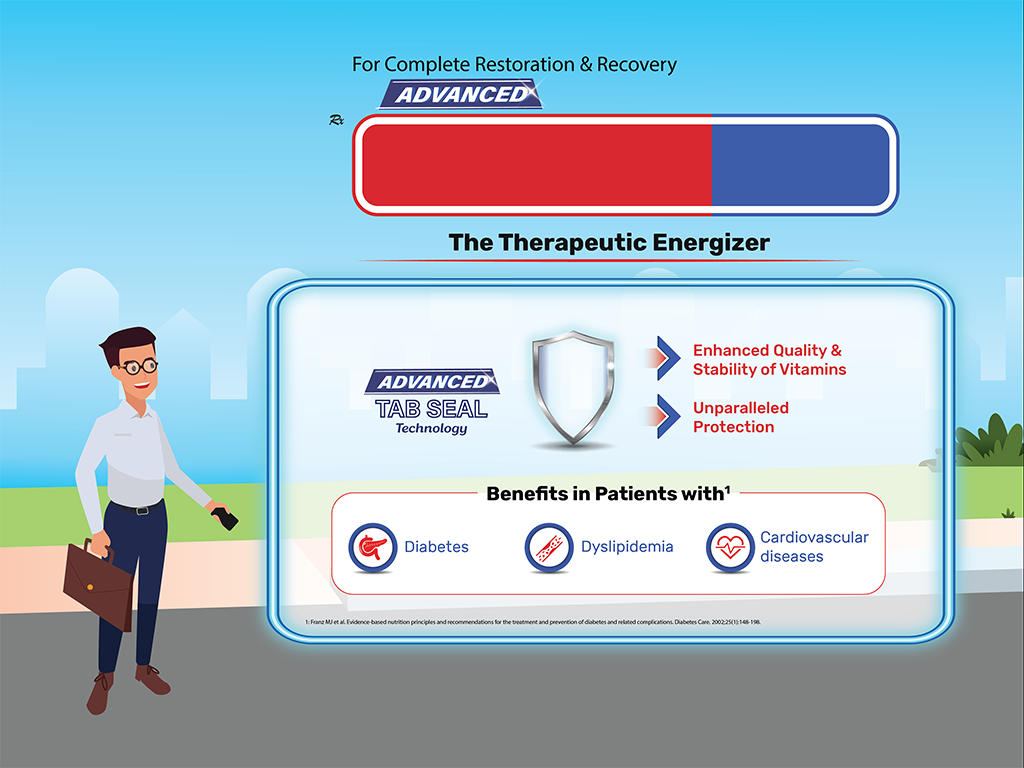 For Complete Restoration & Recovery
ADVANCED
Rx
The Therapeutic Energizer
ADVANCED
TAB SEAL
Technology
Enhanced Quality &
Stability of Vitamins
Unparalleled
Protection
Benefits in Patients with1
Diabetes
Dyslipidemia
Cardiovascular
diseases
1: Franz MJ et al. Evidence-based nutrition principles and recommendations for the treatment and prevention of diabetes and related complications. Diabetes Care. 2002;25(1):148-198.